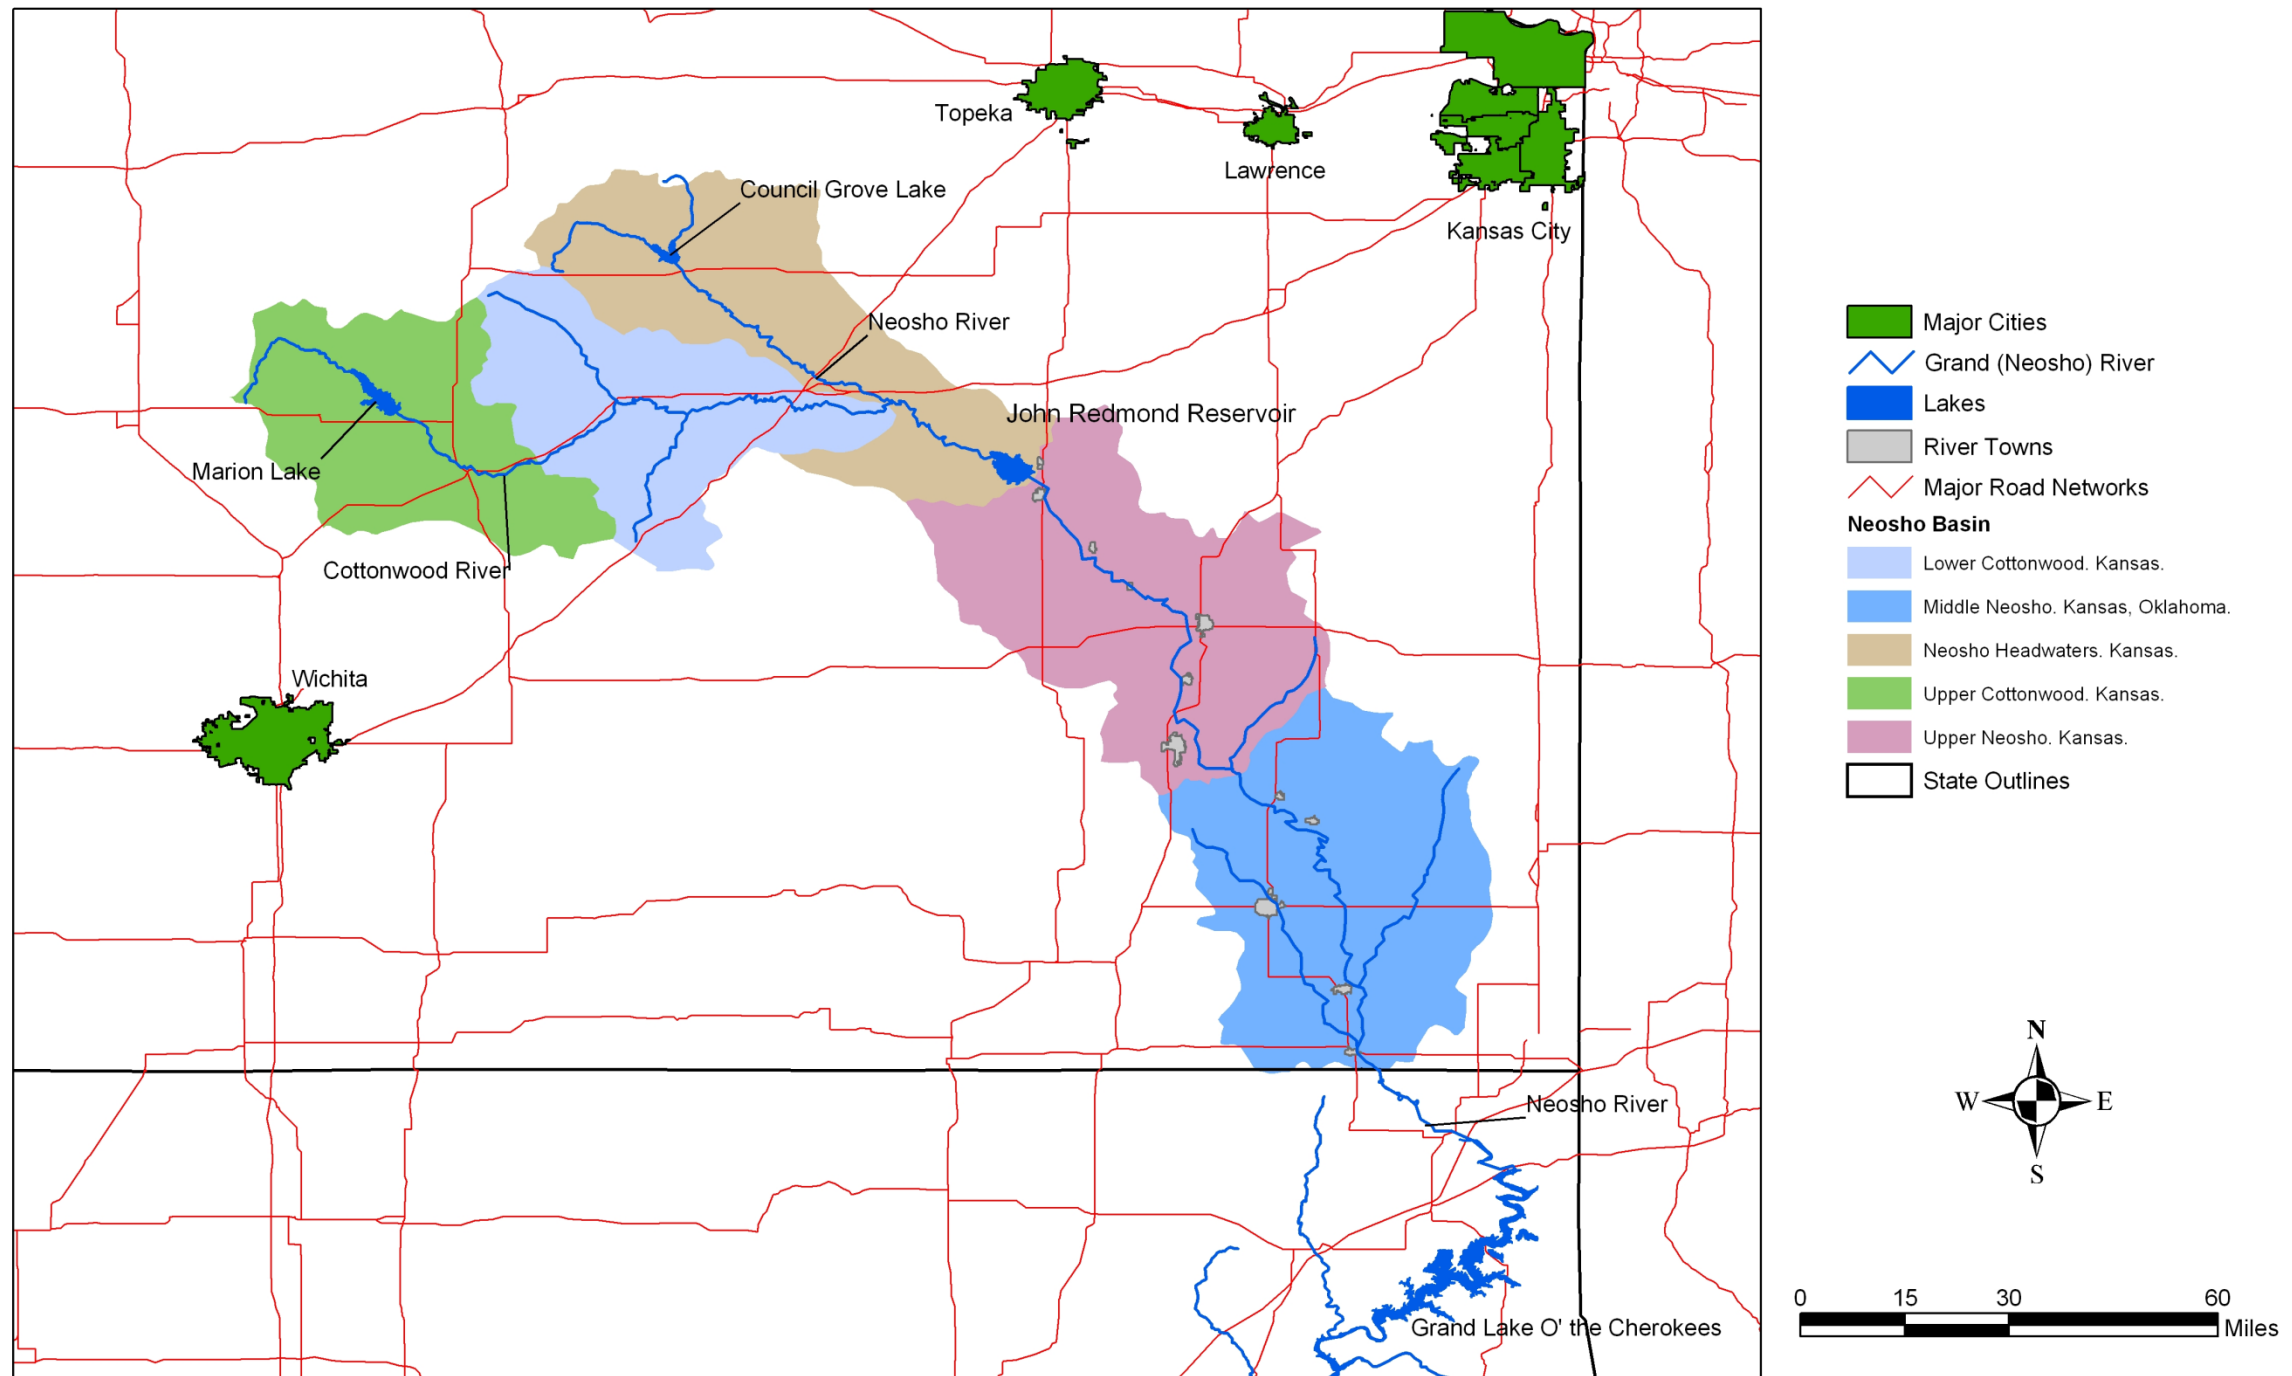 Topeka
Lawrence
Kansas City
Council Grove Lake
Neosho River
John Redmond Reservoir
Marion Lake
Cottonwood River
Wichita
Neosho River
Grand Lake O' the Cherokees
Major Cities
Grand (Neosho) River
Lakes
River Towns
Major Road Networks
Neosho Basin
Lower Cottonwood. Kansas.
Middle Neosho. Kansas, Oklahoma.
Neosho Headwaters. Kansas.
Upper Cottonwood. Kansas.
Upper Neosho. Kansas.
State Outlines
N
W E
S
0 15 30 60
Miles